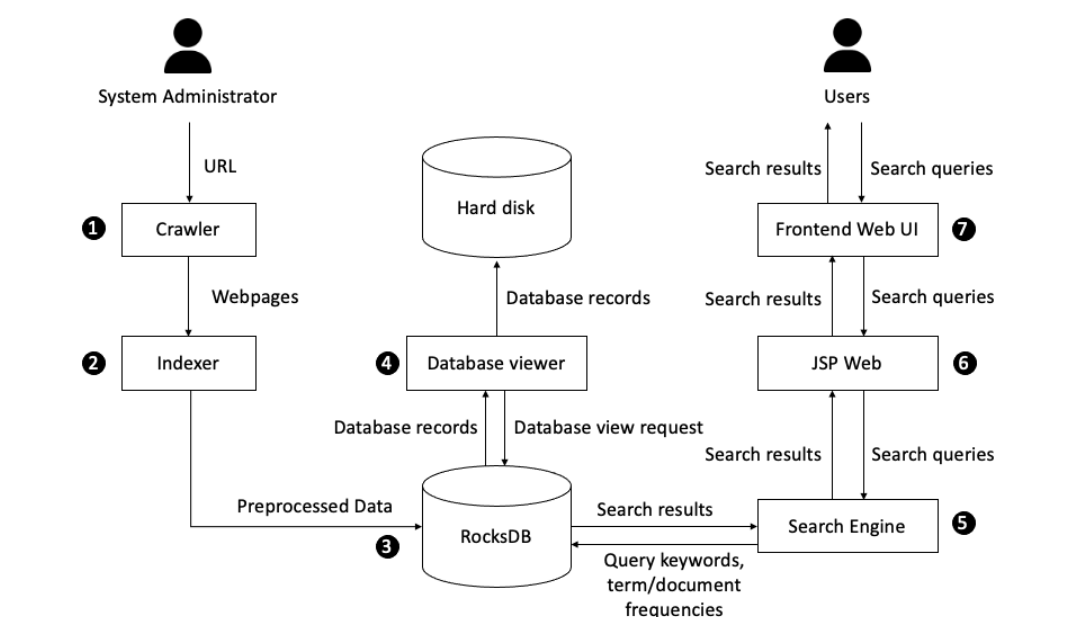 System Administrator
Users
URL
Search results
Search queries
Hard disk
1
Crawler
Frontend Web UI
7
Webpages
Database records
Search results
Search queries
2
Indexer
4
Database viewer
JSP Web
6
Database records
Database view request
Search results
Search queries
Preprocessed Data
Search results
3
RocksDB
Search Engine
5
Query keywords,
term/document
frequencies